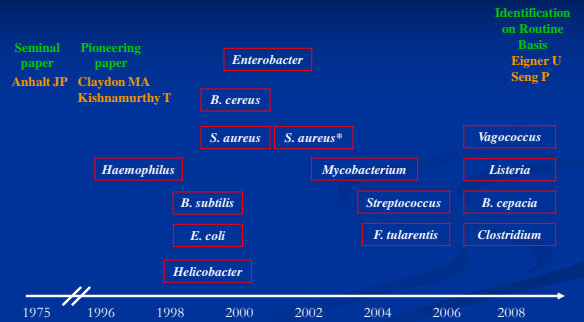 Identification
on Routine
Basis
Eigner U
Seng P
Seminal
paper
Anhalt JP
Pioneering
paper
Claydon MA
Kishnamurthy T
Enterobacter
B. cereus
S. aureus
S. aureus*
Vagococcus
Haemophilus
Mycobacterium
Listeria
B. subtilis
Streptococcus
B. cepacia
E. coli
F. tularentis
Clostridium
Helicobacter
1975
1996
1998
2000
2002
2004
2006
2008